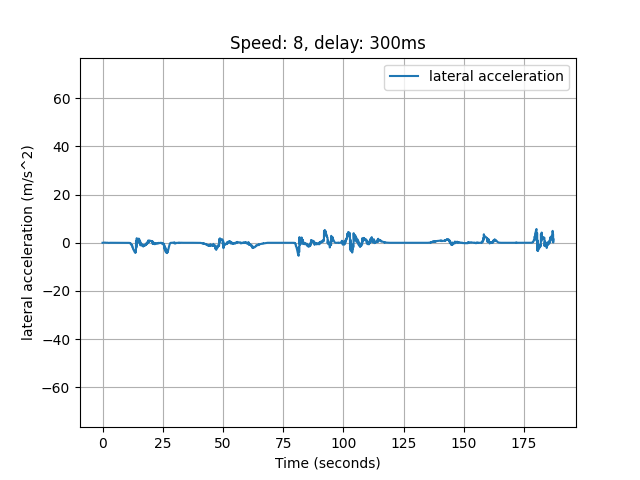 Speed: 8, delay: 300ms
lateral acceleration
60
40
20
0
−20
−40
−60
lateral acceleration (m/s^2)
0 25 50 75 100 125 150 175
Time (seconds)